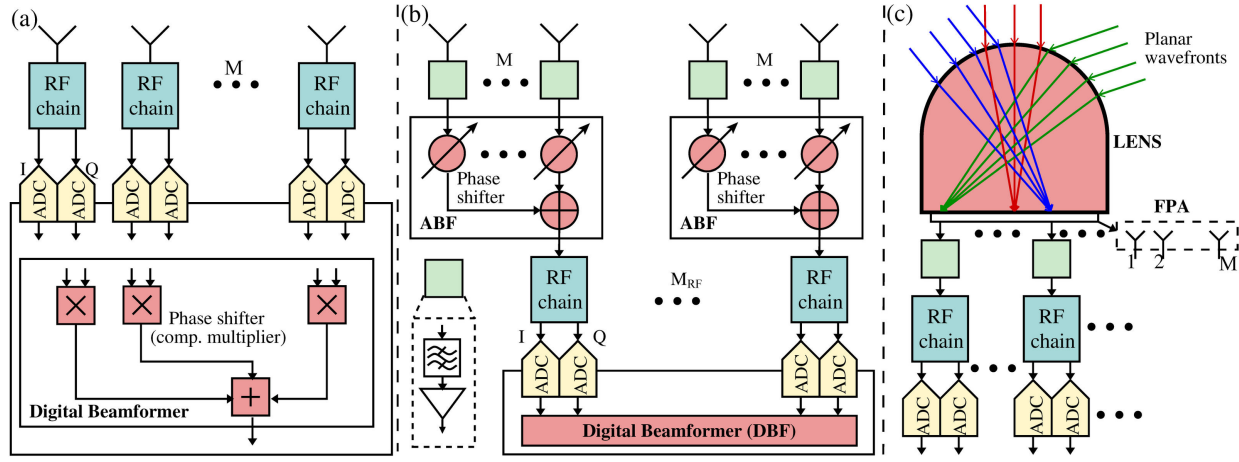 (a)
RF
chain
RF
chain
M
RF
chain
I
Q
ADC
ADC
ADC
ADC
ADC
ADC
Phase shifter
(comp. multiplier)
Digital Beamformer
(b)
M
M
Phase
shifter
ABF
Phase
shifter
ABF
RF
chain
MRF
RF
chain
I
Q
ADC
ADC
ADC
ADC
Digital Beamformer (DBF)
(c)
Planar
wavefronts
LENS
FPA
1
2
M
RF
chain
RF
chain
ADC
ADC
ADC
ADC